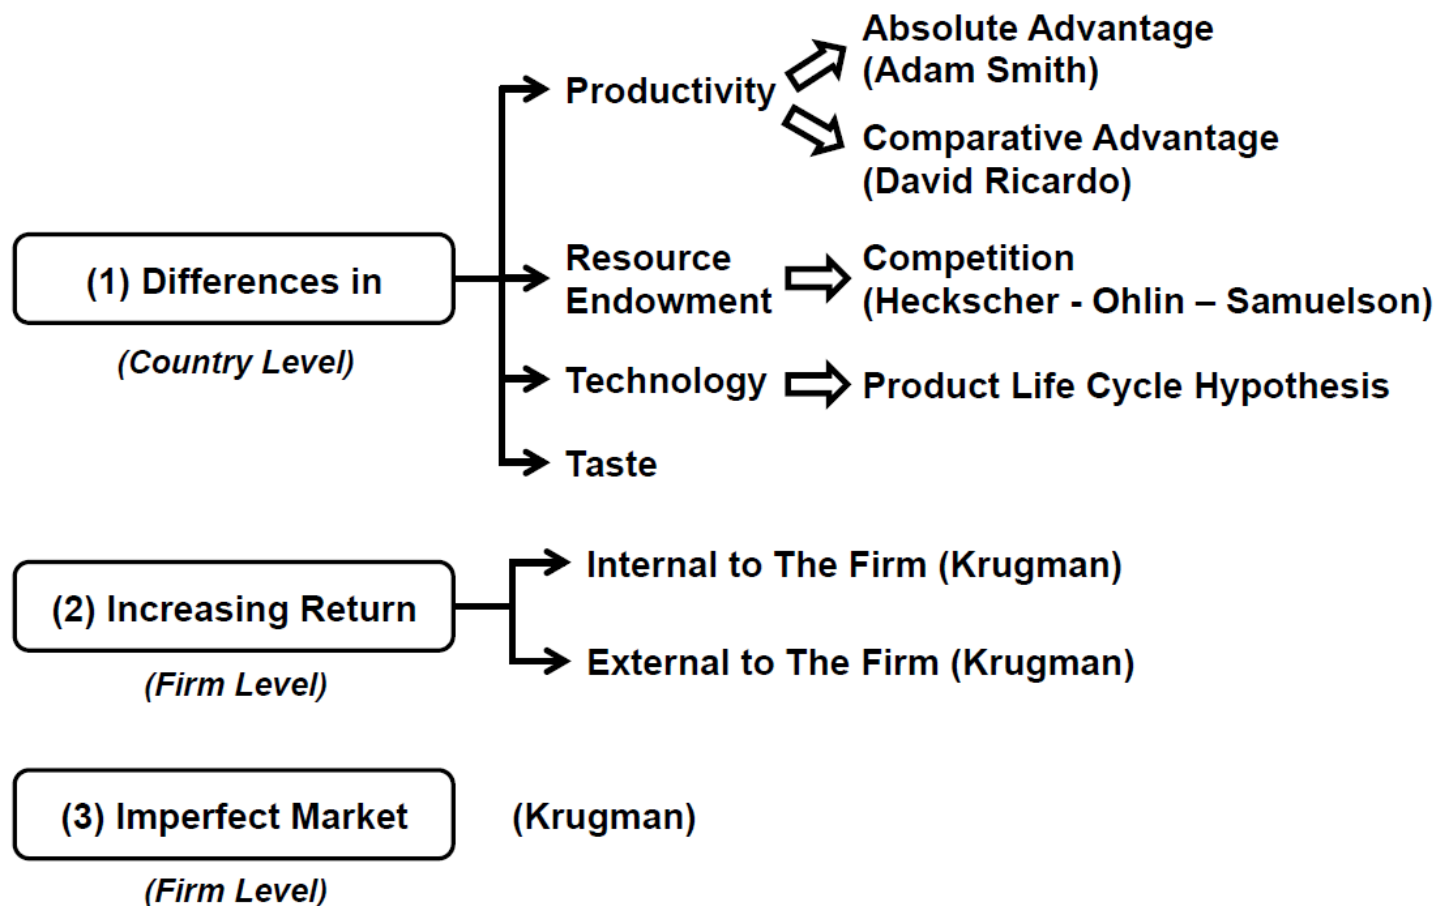 Absolute Advantage
(Adam Smith)
Productivity
Comparative Advantage
(David Ricardo)
(1) Differences in
(Country Level)
Resource
Endowment
Competition
(Heckscher - Ohlin – Samuelson)
Technology
Product Life Cycle Hypothesis
Taste
(2) Increasing Return
(Firm Level)
Internal to The Firm (Krugman)
External to The Firm (Krugman)
(3) Imperfect Market
(Krugman)
(Firm Level)